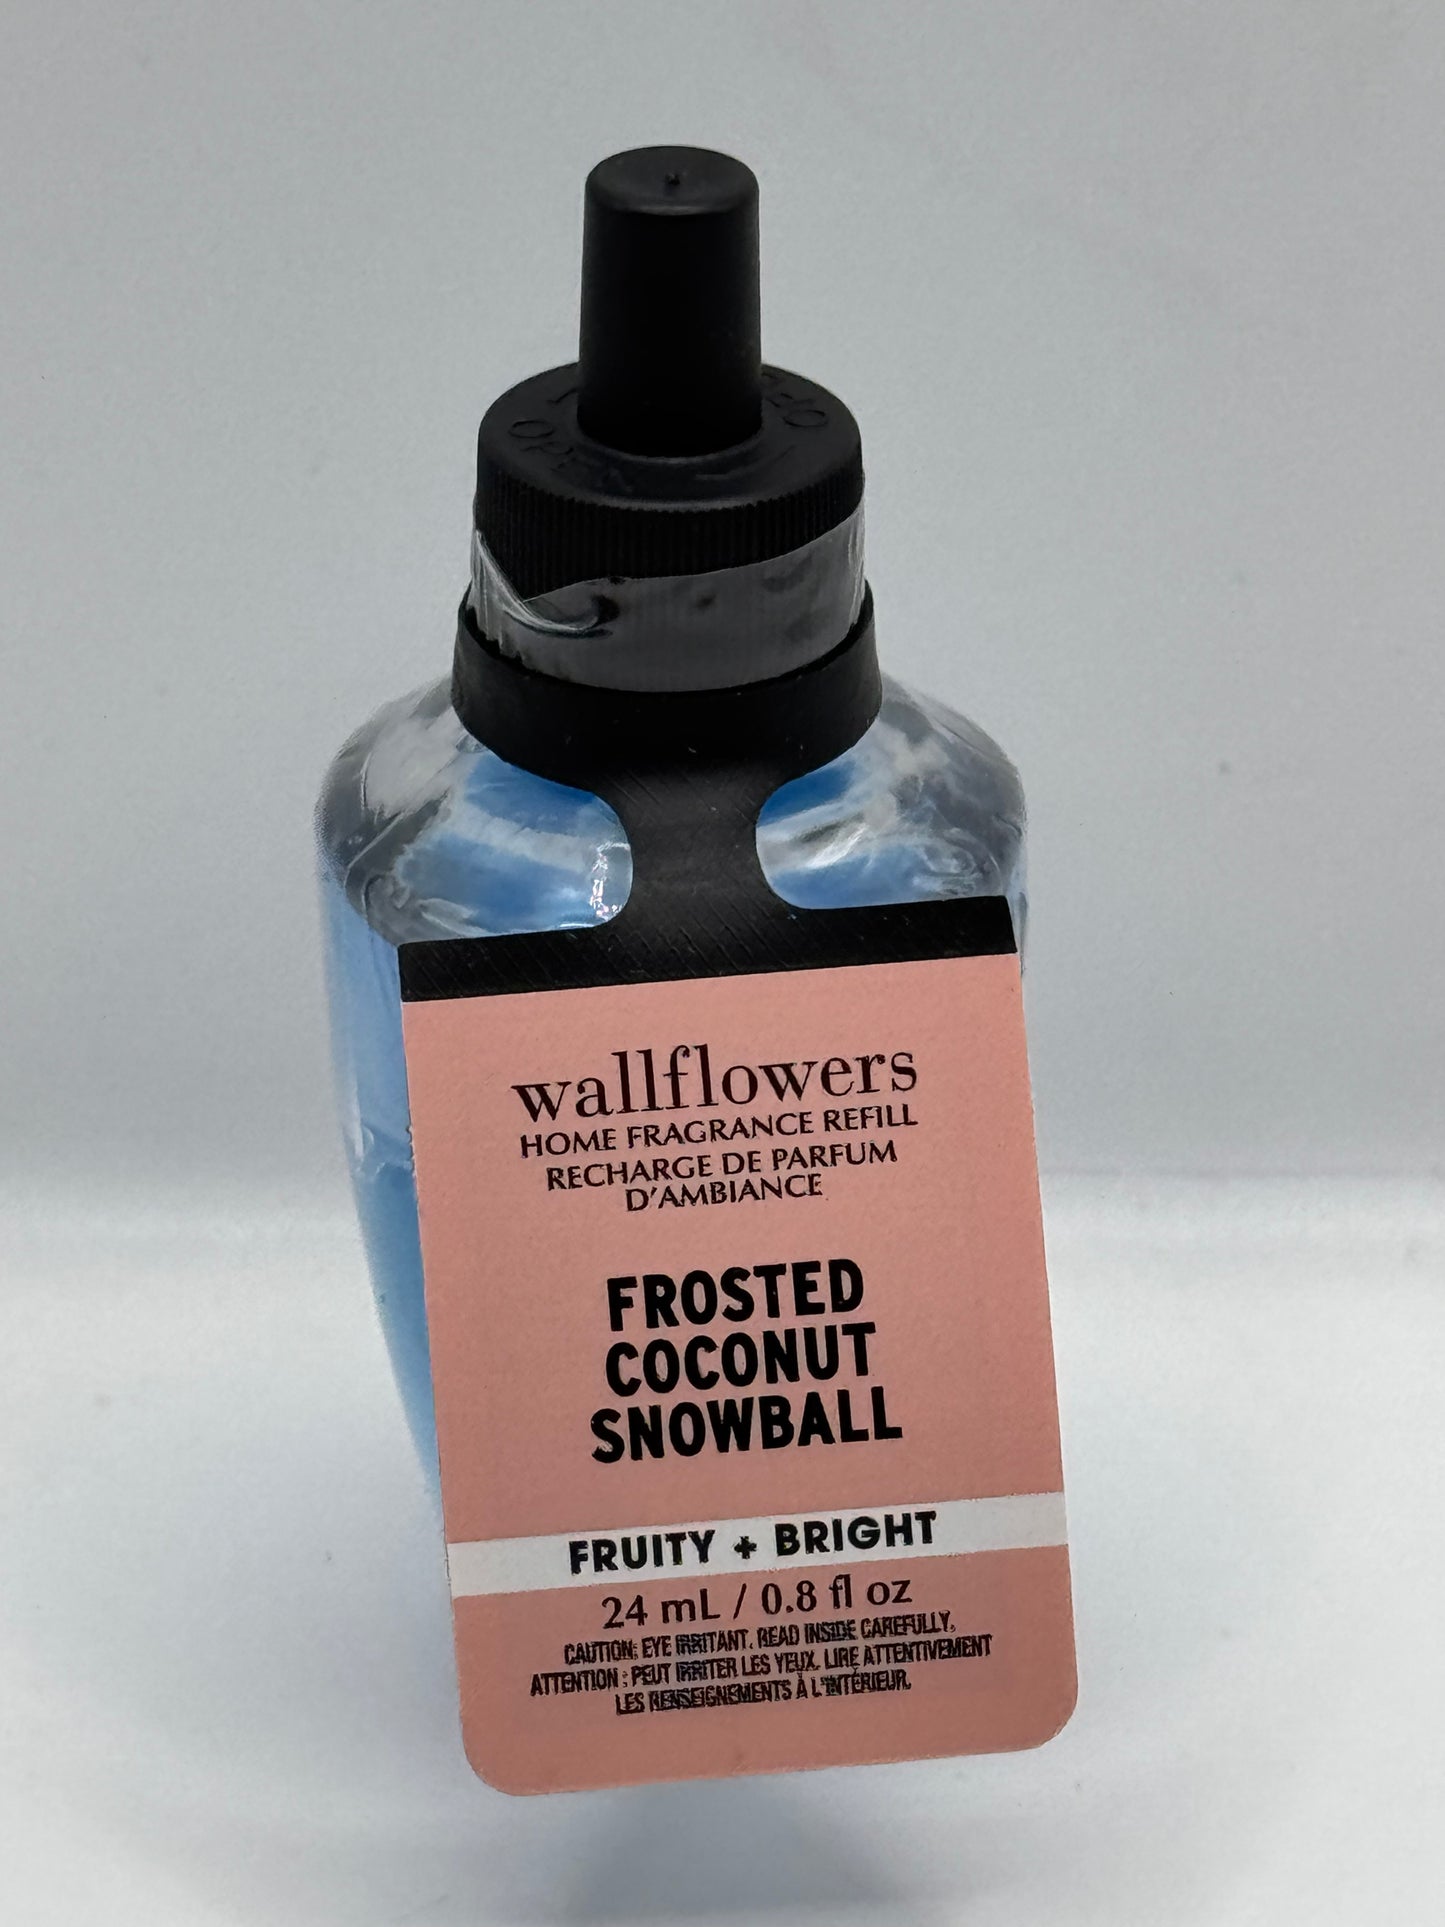 OPEN
wallflowers
HOME FRAGRANCE REFILL
RECHARGE DE PARFUM
D'AMBIANCE
FROSTED
COCONUT
SNOWBALL
FRUITY + BRIGHT
24 mL / 0.8 fl oz
CAUTION: EYE IRRITANT. READ INSIDE CAREFULLY.
ATTENTION : PEUT IRRITER LES YEUX. LIRE ATTENTIVEMENT
LES RENSEIGNEMENTS À L'INTÉRIEUR.